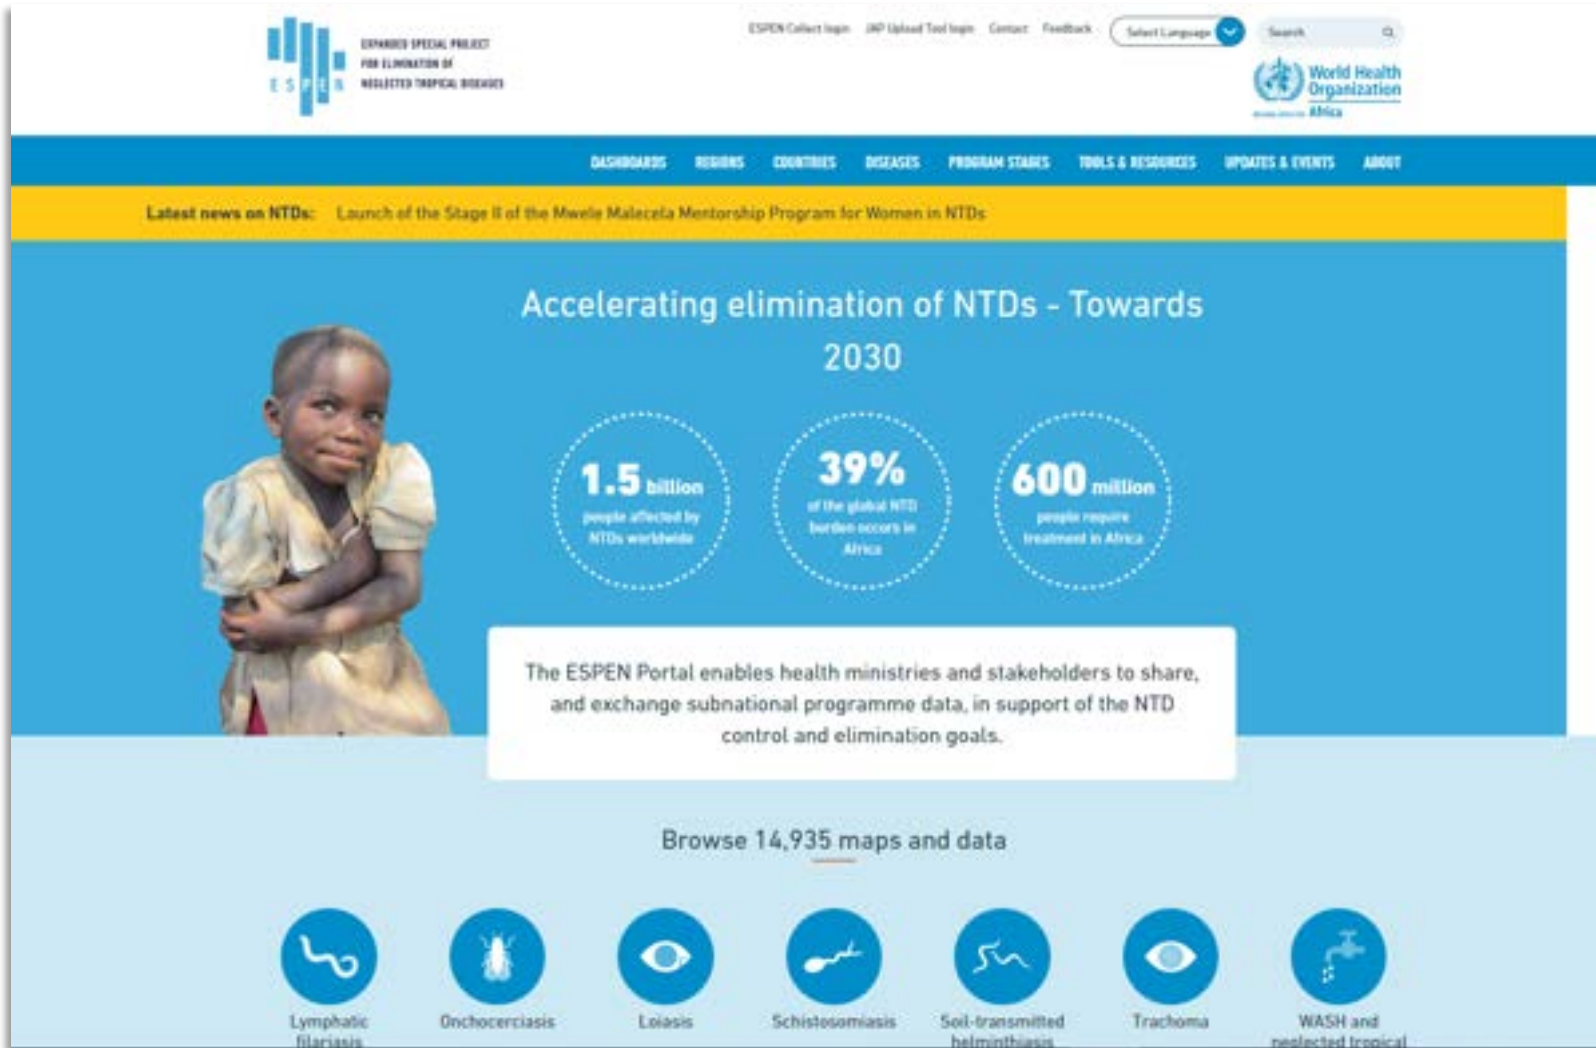 EXPANDED SPECIAL PROJECT
FOR ELIMINATION OF
NEGLECTED TROPICAL DISEASES
ESPEN
ESPEN Collect login JAP Upload Tool login Contact Feedback Select Language Search
World Health
Organization
Africa
DASHBOARDS REGIONS COUNTRIES DISEASES PROGRAM STAGES TOOLS & RESOURCES UPDATES & EVENTS ABOUT
Latest news on NTDs: Launch of the Stage II of the Mwele Malecela Mentorship Program for Women in NTDs
Accelerating elimination of NTDs - Towards
2030
1.5 billion
people affected by
NTDs worldwide
39%
of the global NTD
burden occurs in
Africa
600 million
people require
treatment in Africa
The ESPEN Portal enables health ministries and stakeholders to share,
and exchange subnational programme data, in support of the NTD
control and elimination goals.
Browse 14,935 maps and data
Lymphatic
filariasis
Onchocerciasis
Loiasis
Schistosomiasis
Soil-transmitted
helminthiasis
Trachoma
WASH and
neglected tropical